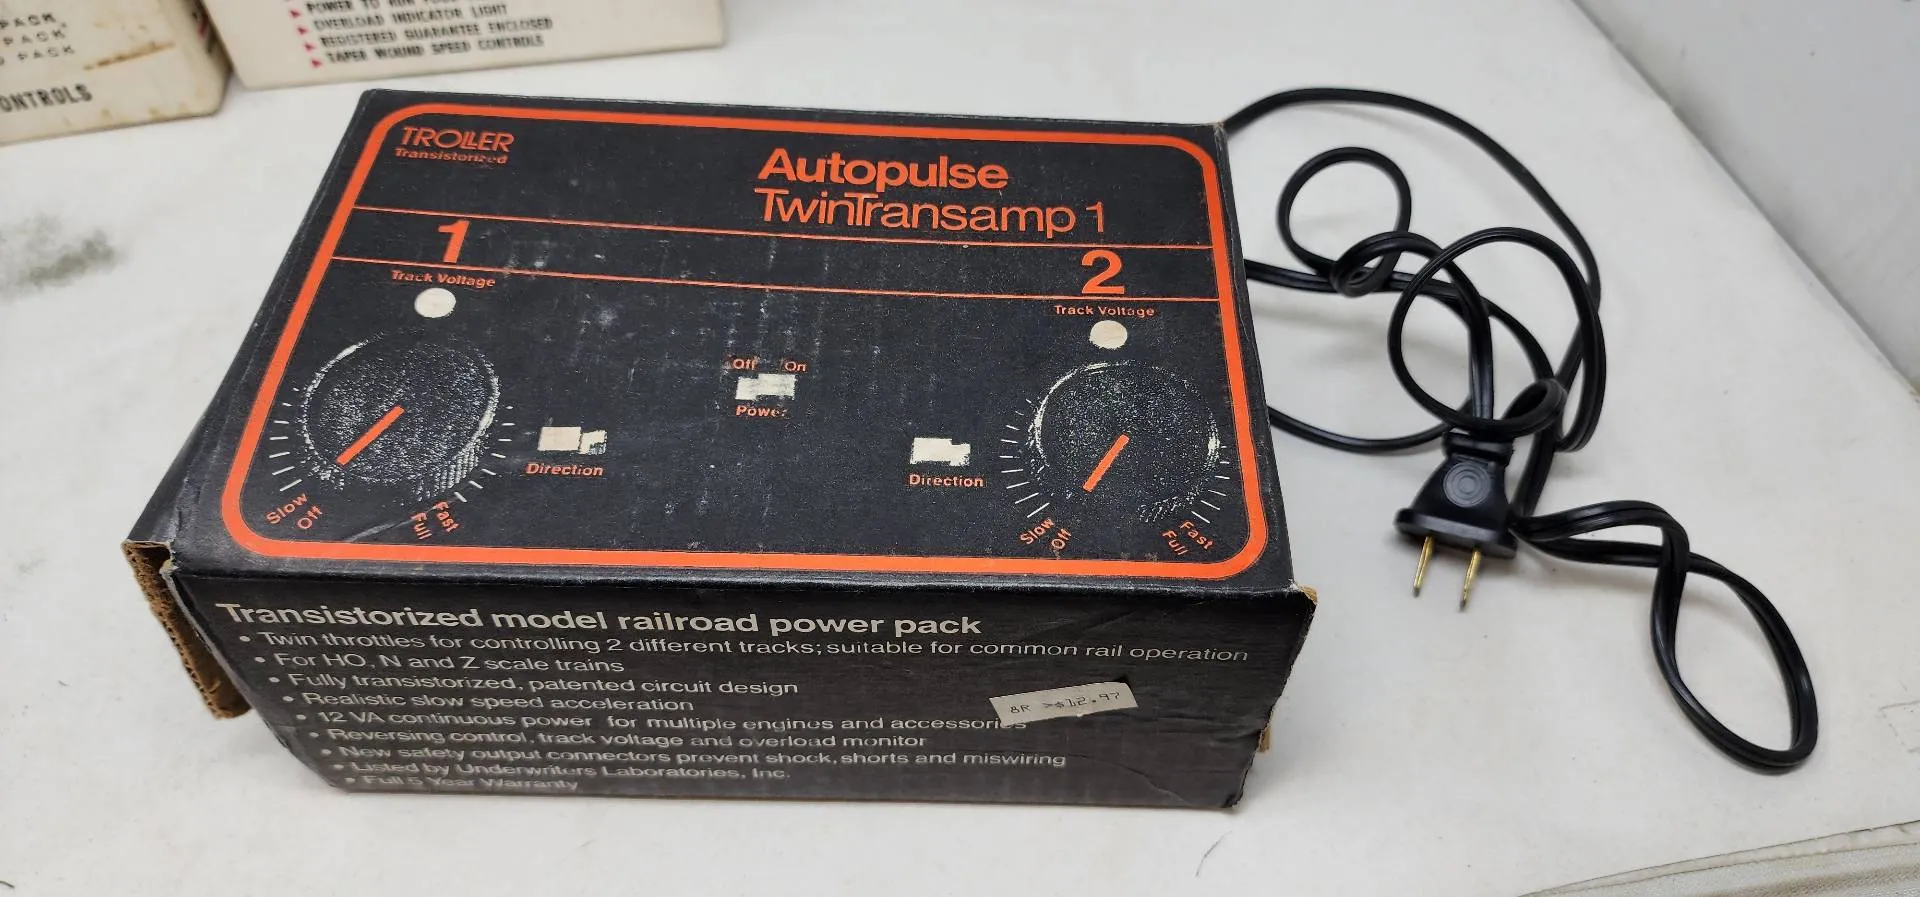 PACK
PACK
PACK
CONTROLS
POWER TO RUN
OVERLOAD INDICATOR LIGHT
REGISTERED GUARANTEE ENCLOSED
TAPER WOUND SPEED CONTROLS
TROLLER
Transistorized
Autopulse
TwinTransamp 1
1
Track Voltage
2
Track Voltage
Off On
Power
Direction
Direction
Slow
Off
Fast
Full
Slow
Off
Fast
Full
Transistorized model railroad power pack
• Twin throttles for controlling 2 different tracks; suitable for common rail operation
• For HO, N and Z scale trains
• Fully transistorized, patented circuit design
• Realistic slow speed acceleration
• 12 VA continuous power for multiple engines and accessories
• Reversing control, track voltage and overload monitor
• New safety output connectors prevent shock, shorts and miswiring
• Listed by Underwriters Laboratories, Inc.
• Full 5 Year Warranty
8R >$12.97